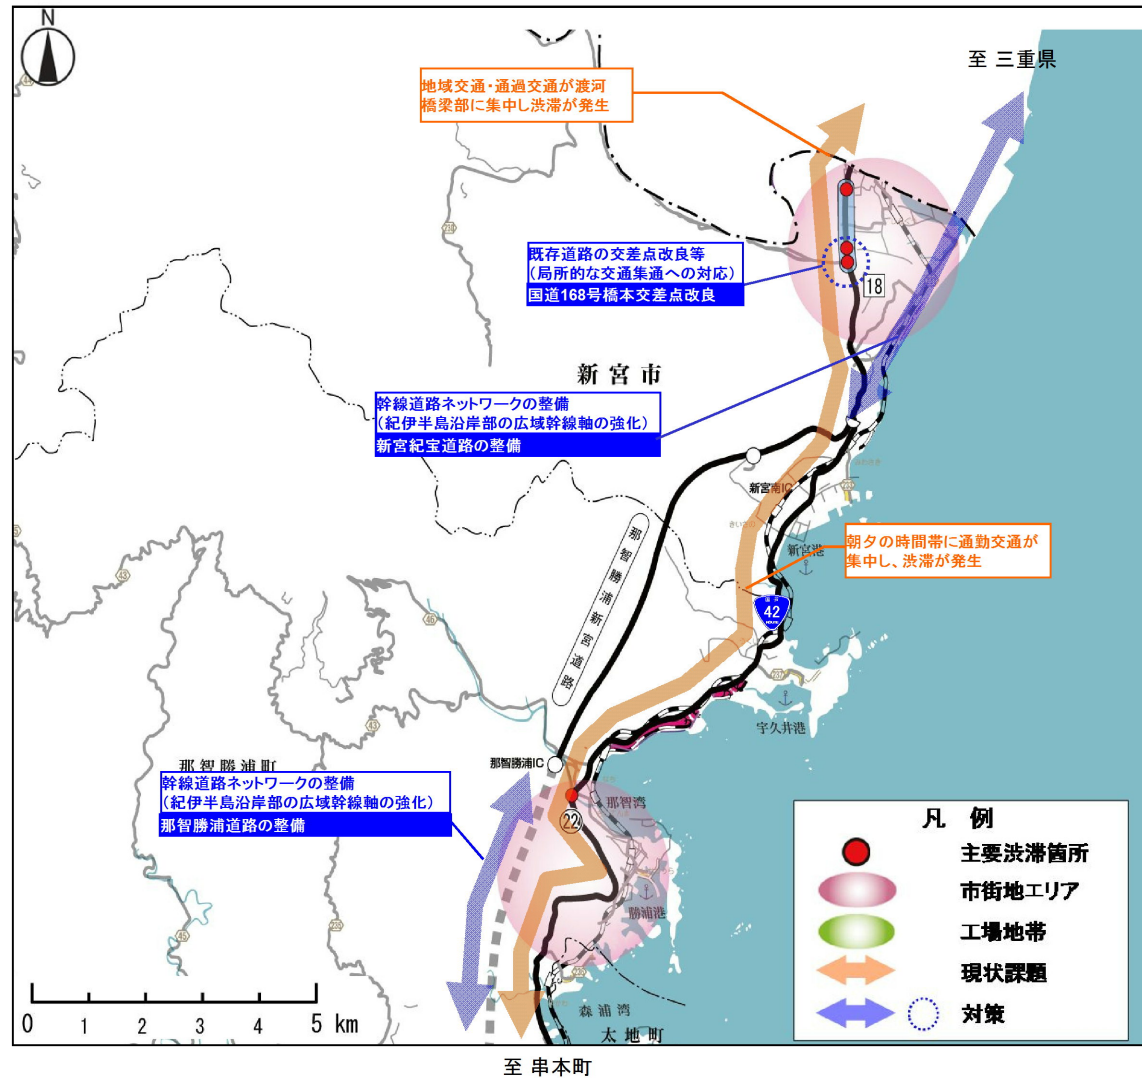 N
至 三重県
44
地域交通・通過交通が渡河
橋梁部に集中し渋滞が発生
230
既存道路の交差点改良等
（局所的な交通集通への対応）
国道168号橋本交差点改良
18
新宮市
幹線道路ネットワークの整備
（紀伊半島沿岸部の広域幹線軸の強化）
新宮紀宝道路の整備
新宮南IC
那智勝浦新宮道路
新宮港
朝夕の時間帯に通勤交通が
集中し、渋滞が発生
42
43
46
237
宇久井港
43
那智勝浦町
那智勝浦IC
幹線道路ネットワークの整備
（紀伊半島沿岸部の広域幹線軸の強化）
那智勝浦道路の整備
那智湾
22
勝浦港
45
森浦湾
太地町
0 1 2 3 4 5 km
凡 例
主要渋滞箇所
市街地エリア
工場地帯
現状課題
対策
至 串本町